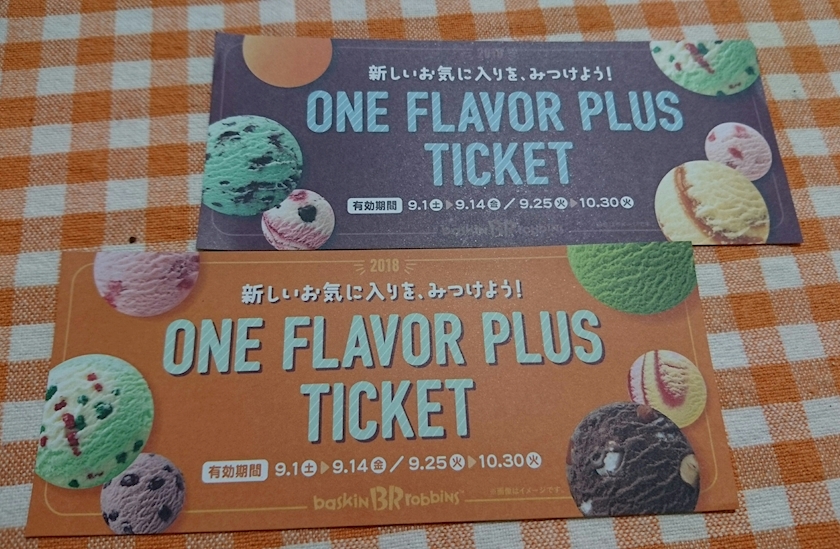 2018
新しいお気に入りを、みつけよう!
ONE FLAVOR PLUS
TICKET
有効期間 9.1土▶9.14金/9.25火▶10.30火
baskin BR robbins
2018
新しいお気に入りを、みつけよう!
ONE FLAVOR PLUS
TICKET
有効期間 9.1土▶9.14金/9.25火▶10.30火
baskin BR robbins
※画像はイメージです。